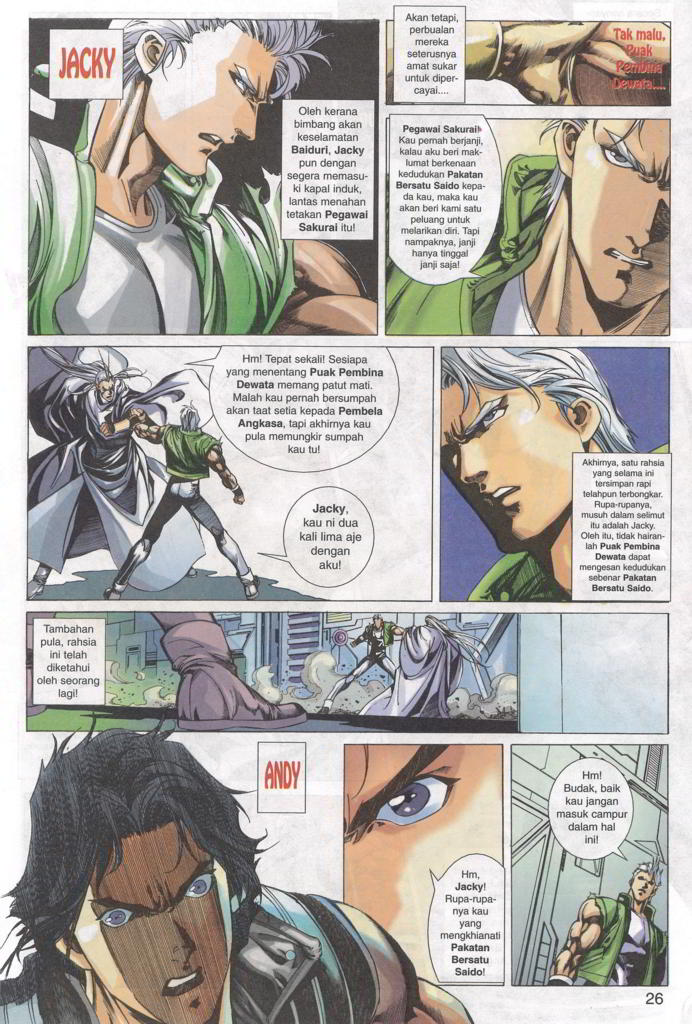 JACKY
Oleh kerana
bimbang akan
keselamatan
Baiduri, Jacky
pun dengan
segera memasu-
ki kapal induk,
lantas menahan
tetakan Pegawai
Sakurai itu!
Akan tetapi,
perbualan
mereka
seterusnya
amat sukar
untuk diper-
cayai....
Tak malu,
Puak
Pembina
Dewata....
Pegawai Sakurai!
Kau pernah berjanji,
kalau aku beri mak-
lumat berkenaan
kedudukan Pakatan
Bersatu Saido kepa-
da kau, maka kau
akan beri kami satu
peluang untuk
melarikan diri. Tapi
nampaknya, janji
hanya tinggal
janji saja!
Hm! Tepat sekali! Sesiapa
yang menentang Puak Pembina
Dewata memang patut mati.
Malah kau pernah bersumpah
akan taat setia kepada Pembela
Angkasa, tapi akhirnya kau
pula memungkir sumpah
kau tu!
Jacky,
kau ni dua
kali lima aje
dengan
aku!
Akhirnya, satu rahsia
yang selama ini
tersimpan rapi
telahpun terbongkar.
Rupa-rupanya,
musuh dalam selimut
itu adalah Jacky.
Oleh itu, tidak hairan-
lah Puak Pembina
Dewata dapat
mengesan kedudukan
sebenar Pakatan
Bersatu Saido.
Tambahan
pula, rahsia
ini telah
diketahui
oleh seorang
lagi!
ANDY
Hm,
Jacky!
Rupa-rupa-
nya kau
yang
mengkhianati
Pakatan
Bersatu
Saido!
Hm!
Budak, baik
kau jangan
masuk campur
dalam hal
ini!
26